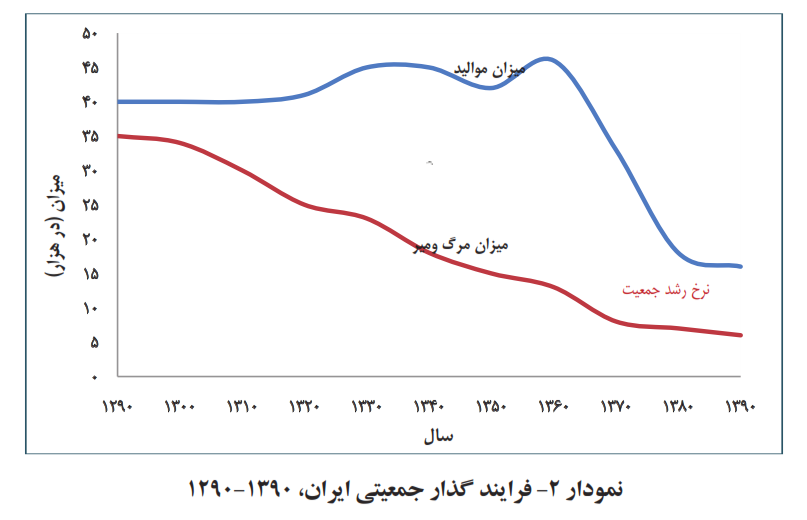 ۵۰
۴۵
۴۰
۳۵
۳۰
۲۵
۲۰
۱۵
۱۰
۵
۰
میزان (در هزار)
میزان موالید
میزان مرگ ومیر
نرخ رشد جمعیت
۱۲۹۰ ۱۳۰۰ ۱۳۱۰ ۱۳۲۰ ۱۳۳۰ ۱۳۴۰ ۱۳۵۰ ۱۳۶۰ ۱۳۷۰ ۱۳۸۰ ۱۳۹۰
سال
نمودار ۲- فرایند گذار جمعیتی ایران، ۱۳۹۰-۱۲۹۰